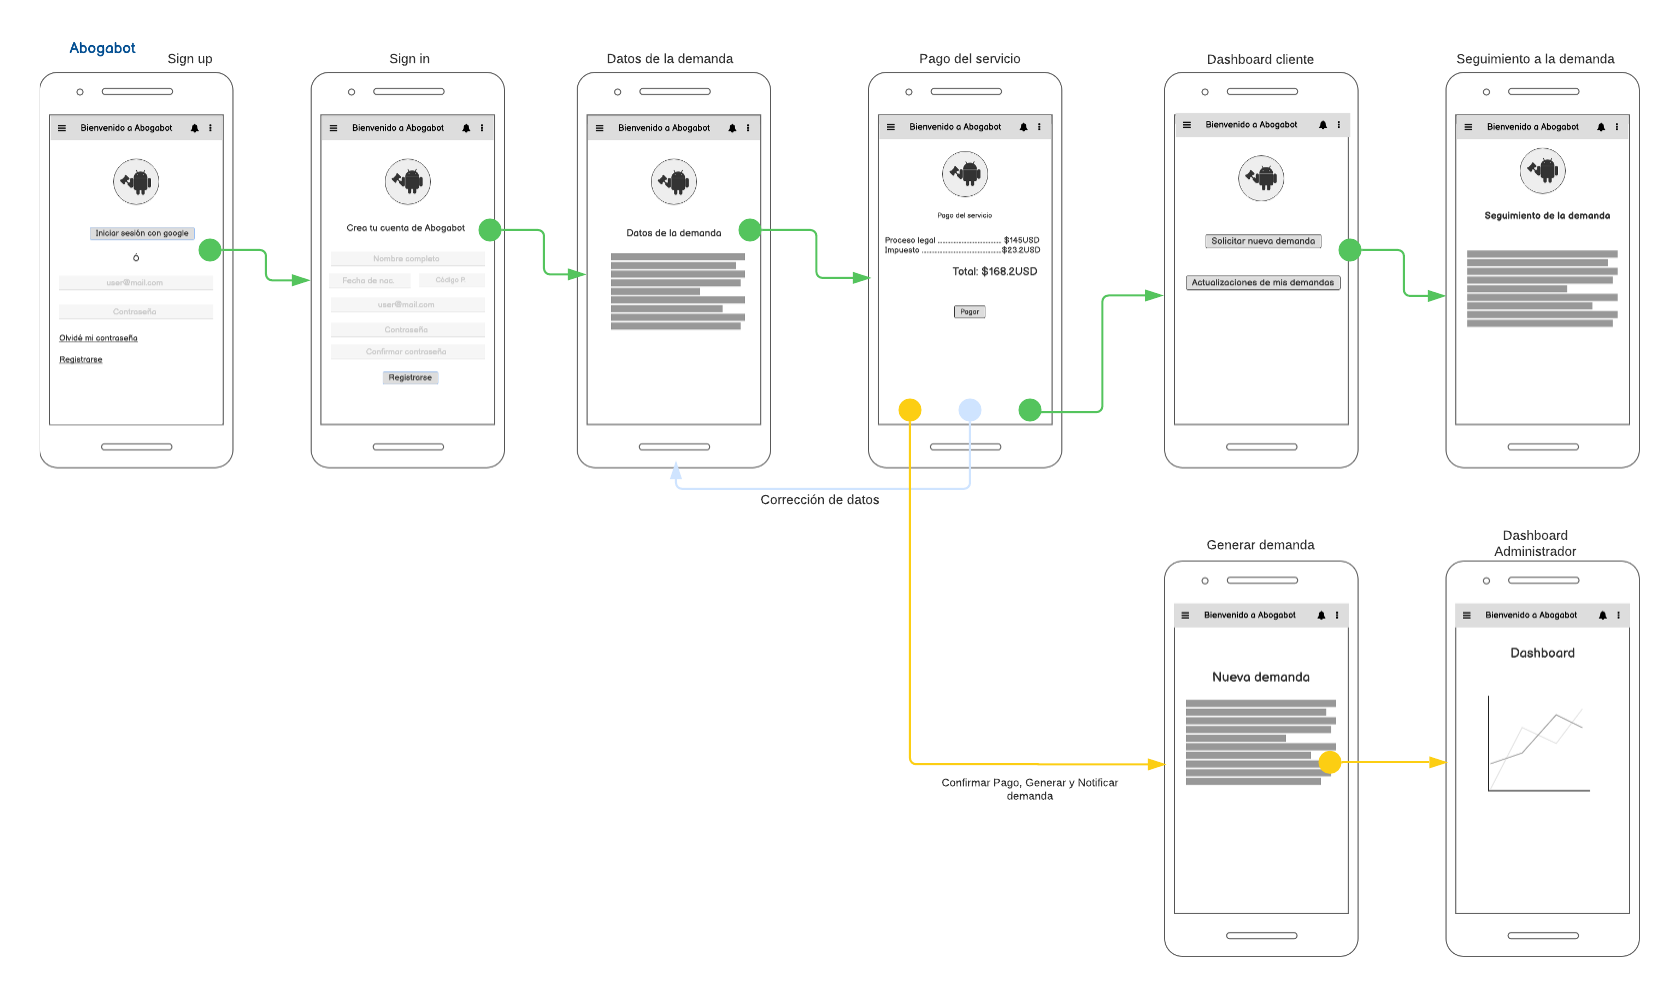 Abogabot
Sign up
Bienvenido a Abogabot
Iniciar sesión con google
ó
user@mail.com
Contraseña
Olvidé mi contraseña
Registrarse
Sign in
Bienvenido a Abogabot
Crea tu cuenta de Abogabot
Nombre completo
Fecha de nac.
Código P.
user@mail.com
Contraseña
Confirmar contraseña
Registrarse
Datos de la demanda
Bienvenido a Abogabot
Datos de la demanda
Pago del servicio
Bienvenido a Abogabot
Pago del servicio
Proceso legal ............................. $145USD
Impuesto ....................................$23.2USD
Total: $168.2USD
Pagar
Corrección de datos
Dashboard cliente
Bienvenido a Abogabot
Solicitar nueva demanda
Actualizaciones de mis demandas
Seguimiento a la demanda
Bienvenido a Abogabot
Seguimiento de la demanda
Confirmar Pago, Generar y Notificar
demanda
Generar demanda
Bienvenido a Abogabot
Nueva demanda
Dashboard
Administrador
Bienvenido a Abogabot
Dashboard